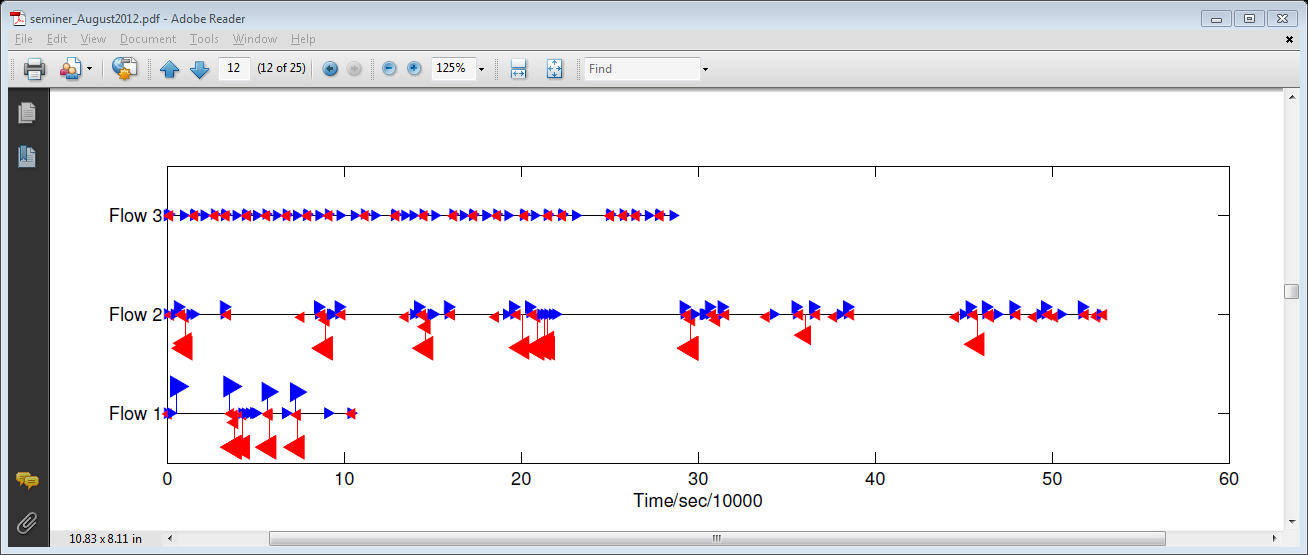 seminer_August2012.pdf - Adobe Reader
File Edit View Document Tools Window Help
12 (12 of 25) 125% Find
Flow 3
Flow 2
Flow 1
0 10 20 30 40 50 60
Time/sec/10000
10.83 x 8.11 in